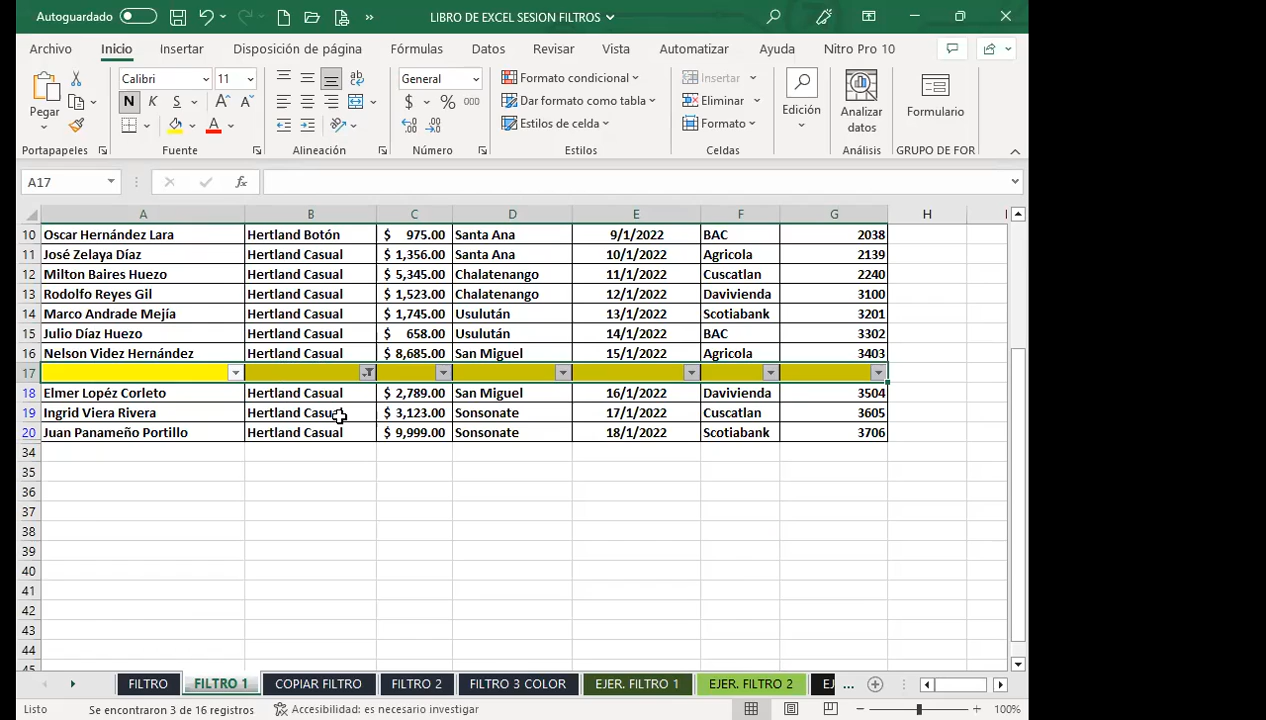 Autoguardado LIBRO DE EXCEL SESION FILTROS
Archivo Inicio Insertar Disposición de página Fórmulas Datos Revisar Vista Automatizar Ayuda Nitro Pro 10
Pegar Calibri 11 General Formato condicional Insertar Edición Analizar datos Formulario
N K S A A $ % 000 Dar formato como tabla Eliminar
A Estilos de celda Formato
Portapapeles Fuente Alineación Número Estilos Celdas Análisis GRUPO DE FOR
A17 fx
A B C D E F G H I
10 Oscar Hernández Lara Hertland Botón $ 975.00 Santa Ana 9/1/2022 BAC 2038
11 José Zelaya Díaz Hertland Casual $ 1,356.00 Santa Ana 10/1/2022 Agricola 2139
12 Milton Baires Huezo Hertland Casual $ 5,345.00 Chalatenango 11/1/2022 Cuscatlan 2240
13 Rodolfo Reyes Gil Hertland Casual $ 1,523.00 Chalatenango 12/1/2022 Davivienda 3100
14 Marco Andrade Mejía Hertland Casual $ 1,745.00 Usulután 13/1/2022 Scotiabank 3201
15 Julio Díaz Huezo Hertland Casual $ 658.00 Usulután 14/1/2022 BAC 3302
16 Nelson Videz Hernández Hertland Casual $ 8,685.00 San Miguel 15/1/2022 Agricola 3403
17
18 Elmer Lopéz Corleto Hertland Casual $ 2,789.00 San Miguel 16/1/2022 Davivienda 3504
19 Ingrid Viera Rivera Hertland Casual $ 3,123.00 Sonsonate 17/1/2022 Cuscatlan 3605
20 Juan Panameño Portillo Hertland Casual $ 9,999.00 Sonsonate 18/1/2022 Scotiabank 3706
34
35
36
37
38
39
40
41
42
43
44
45
FILTRO FILTRO 1 COPIAR FILTRO FILTRO 2 FILTRO 3 COLOR EJER. FILTRO 1 EJER. FILTRO 2 EJ ...
Listo Se encontraron 3 de 16 registros Accesibilidad: es necesario investigar 100%